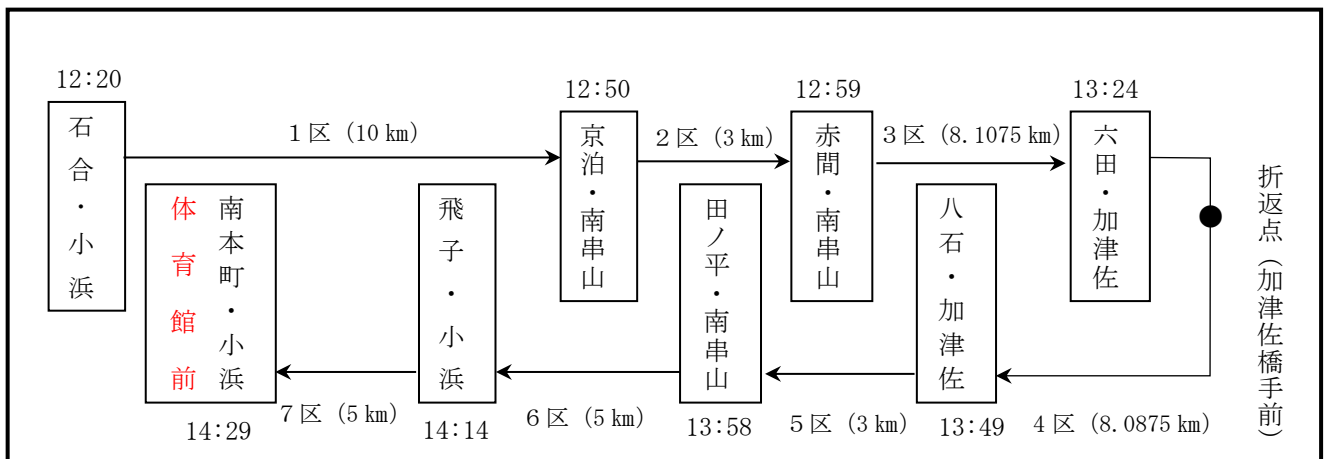 12:20
石合・小浜
1区 (10 km)
12:50
京泊・南串山
2区 (3 km)
12:59
赤間・南串山
3区 (8.1075 km)
13:24
六田・加津佐
折返点(加津佐橋手前)
4区 (8.0875 km)
八石・加津佐
13:49
5区 (3 km)
田ノ平・南串山
13:58
6区 (5 km)
飛子・小浜
14:14
7区 (5 km)
南本町・小浜
体育館前
14:29